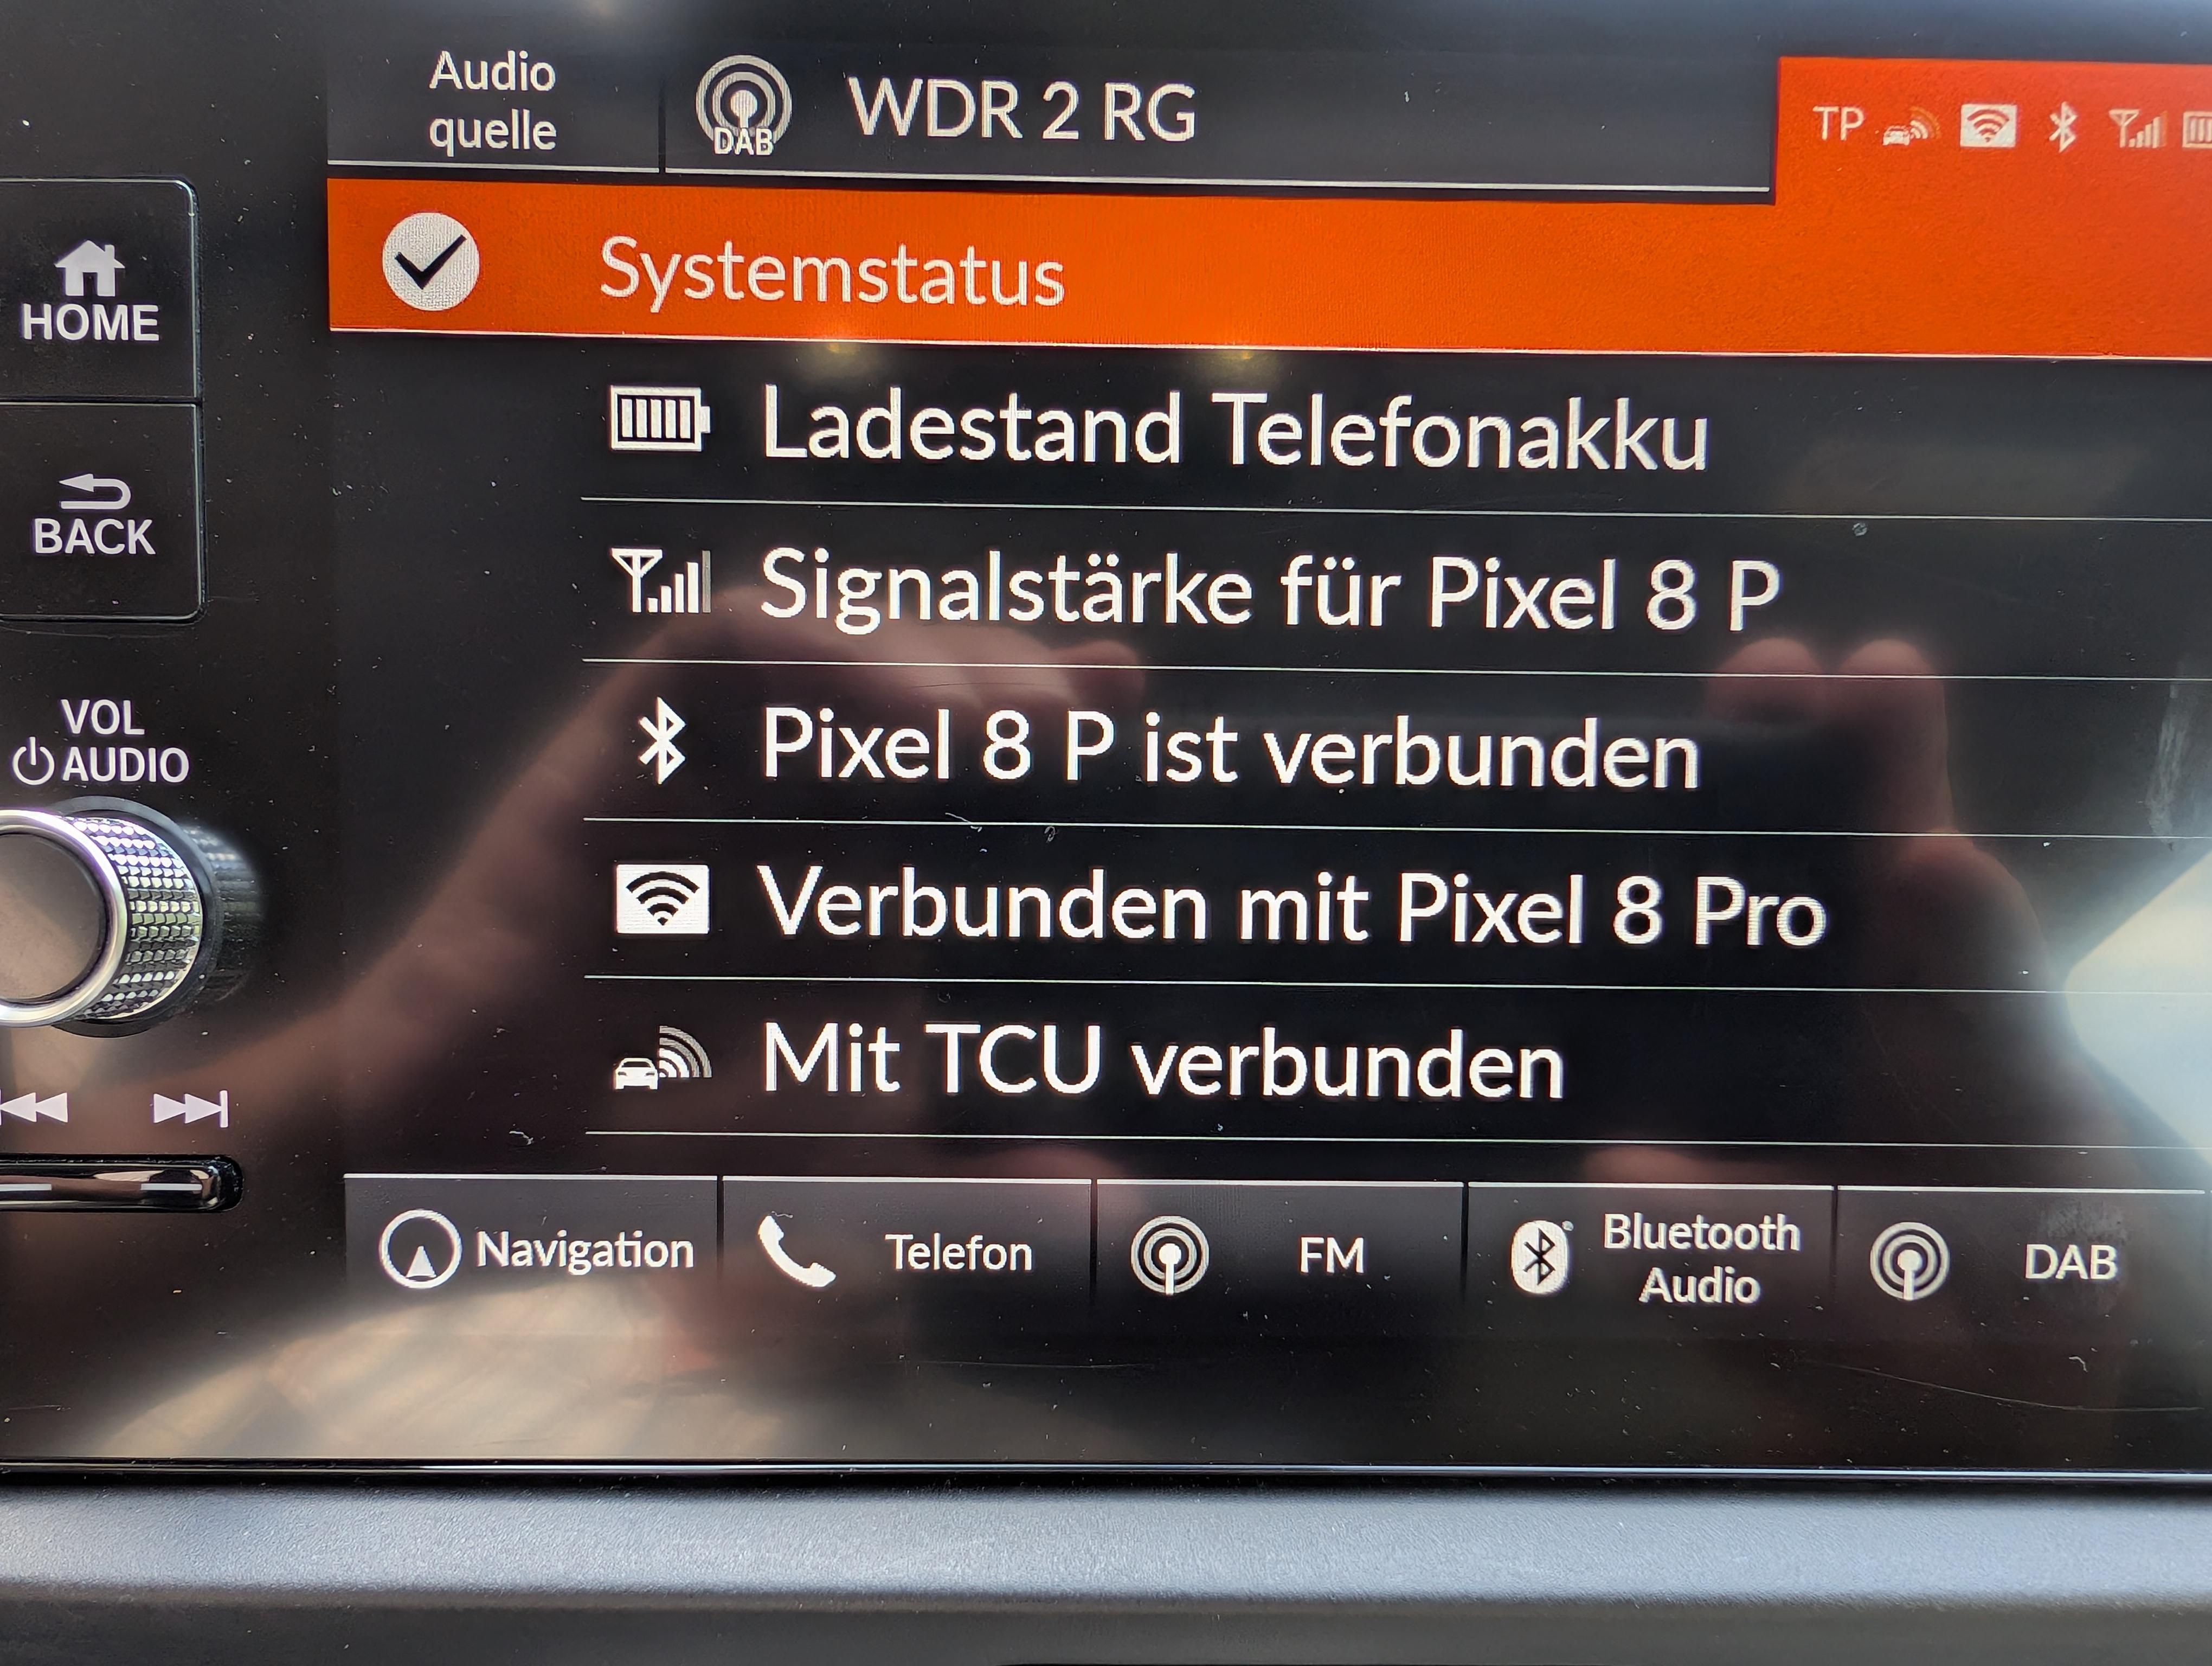 Audio
quelle
DAB
WDR 2 RG
TP
Systemstatus
HOME
Ladestand Telefonakku
BACK
Signalstärke für Pixel 8 P
VOL
AUDIO
Pixel 8 P ist verbunden
Verbunden mit Pixel 8 Pro
Mit TCU verbunden
Navigation
Telefon
FM
Bluetooth
Audio
DAB